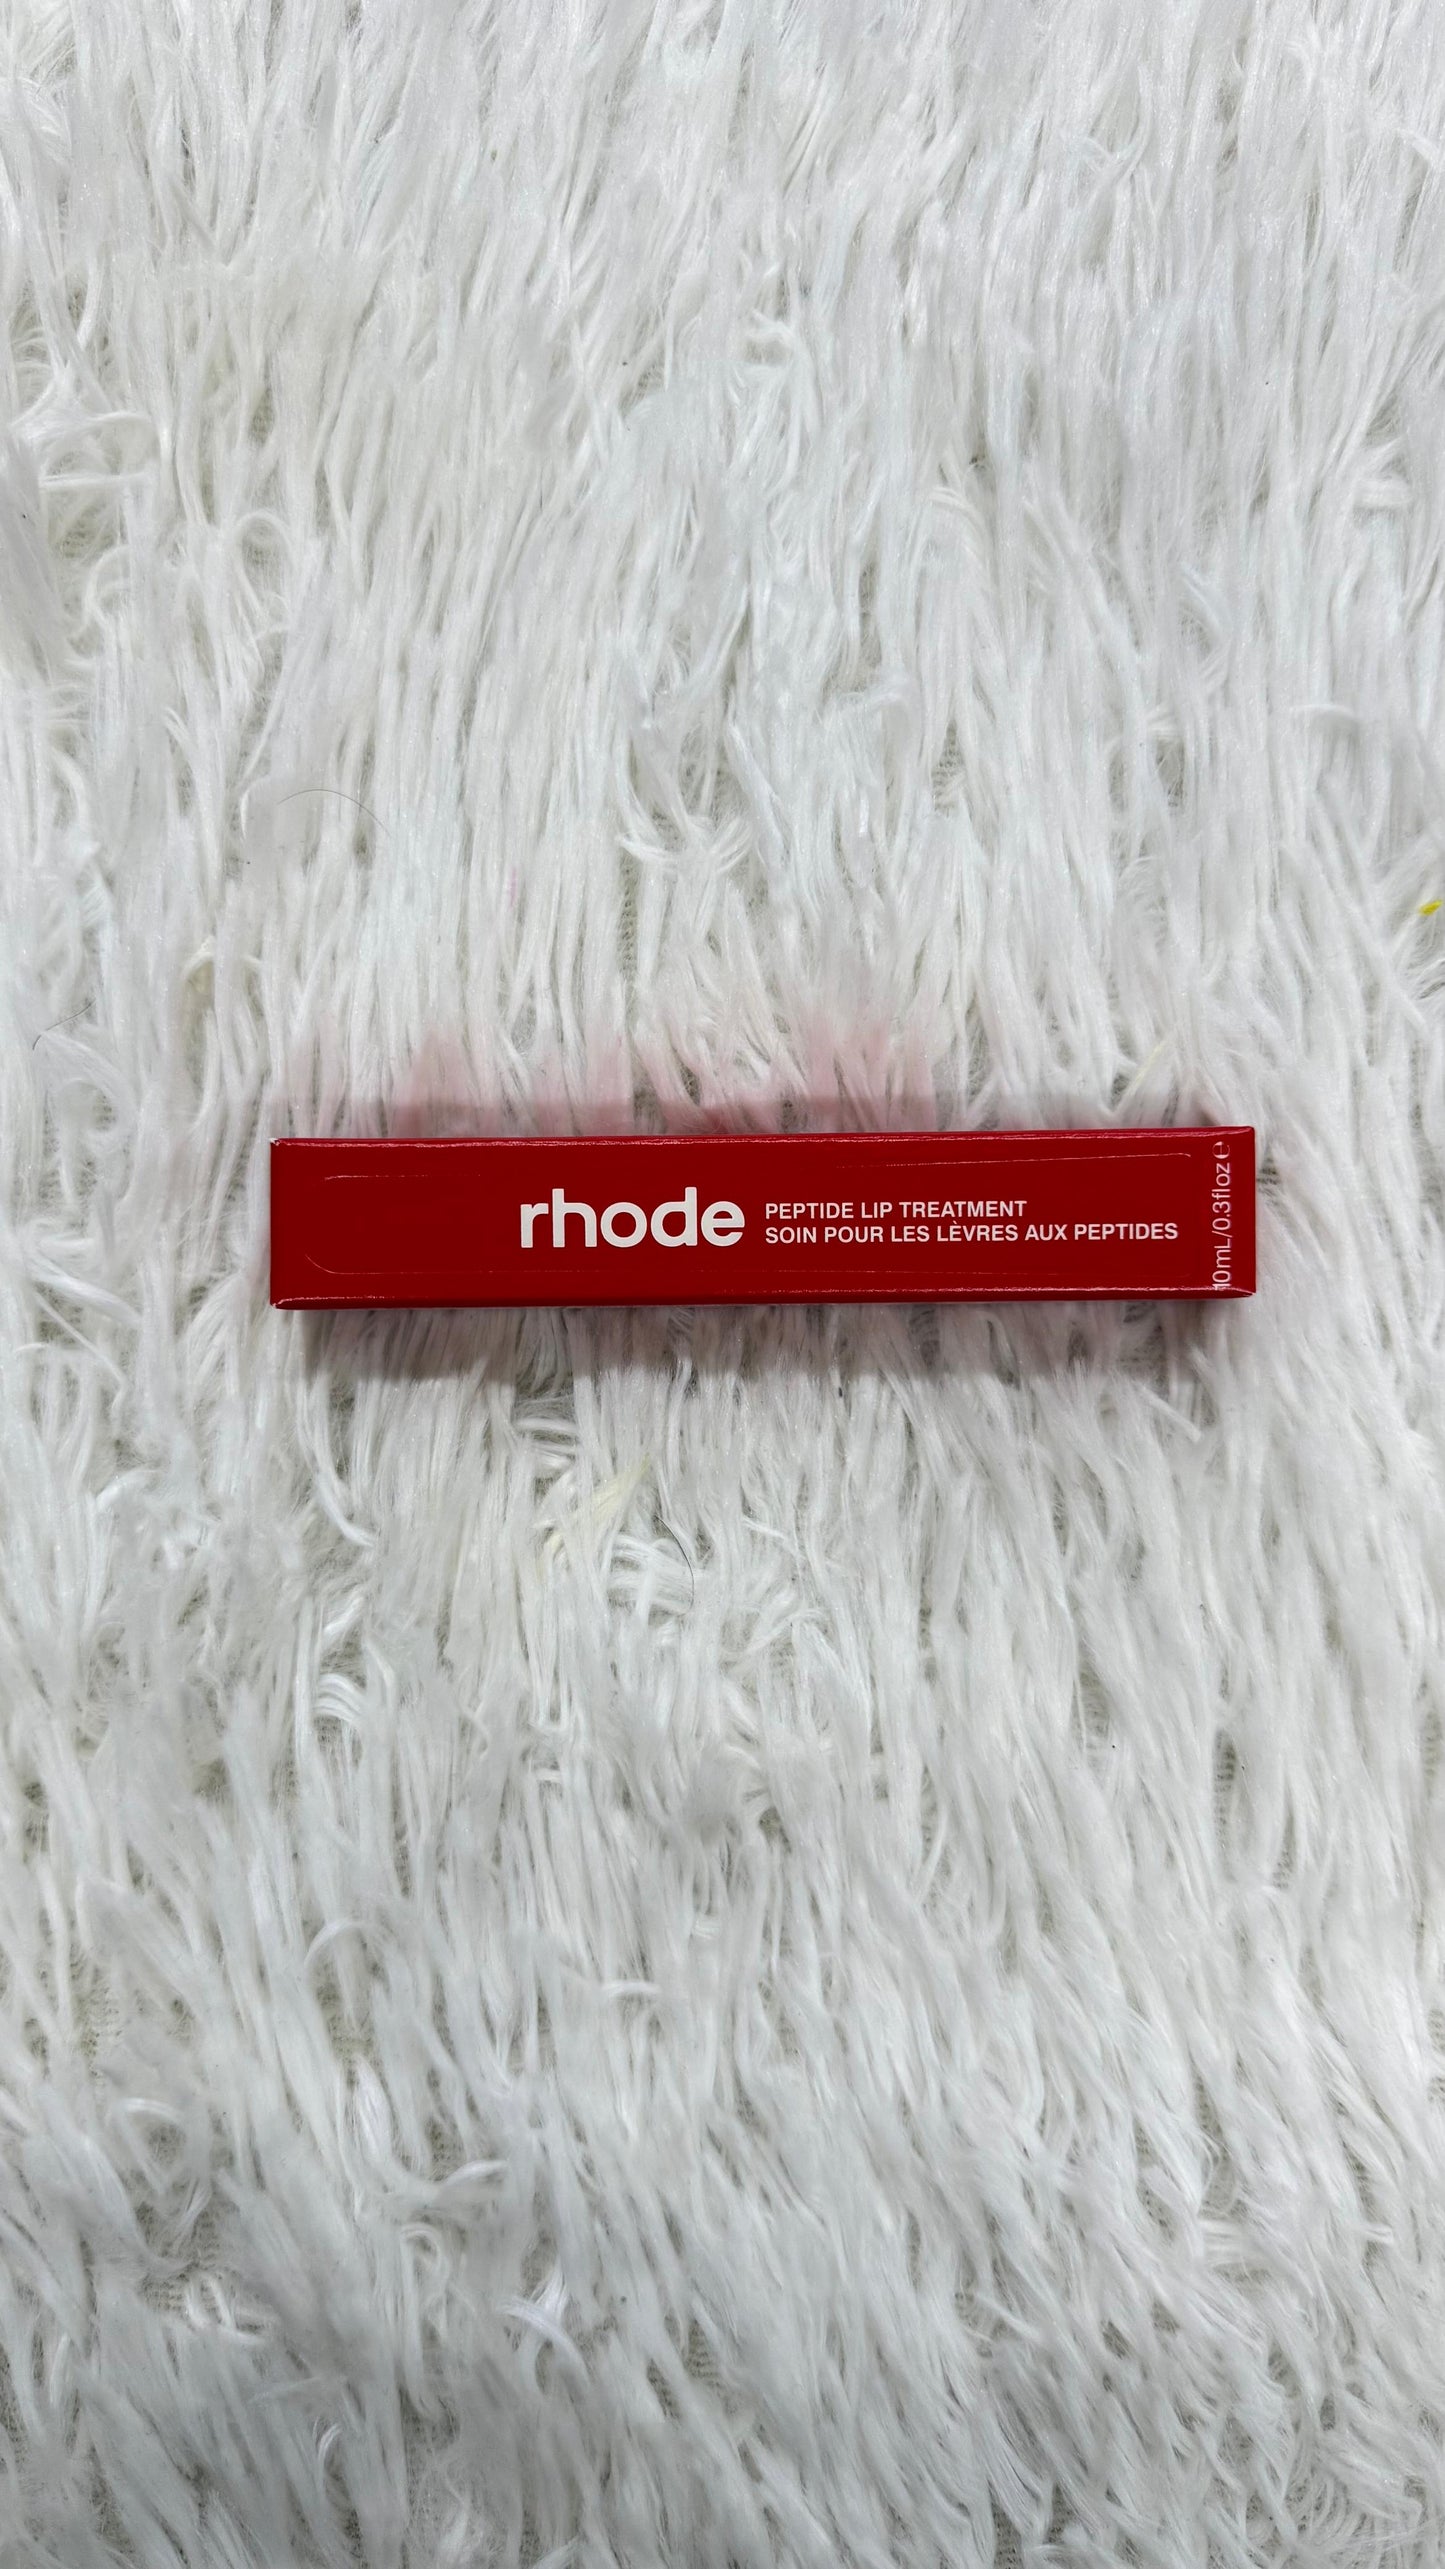 rhode
PEPTIDE LIP TREATMENT
SOIN POUR LES LÈVRES AUX PEPTIDES
10mL/0.3floz ℮